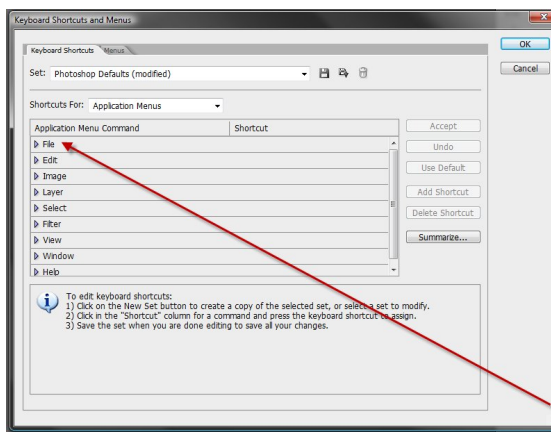 Keyboard Shortcuts and Menus
Keyboard Shortcuts
Menus
OK
Cancel
Set: Photoshop Defaults (modified)
Shortcuts For: Application Menus
Application Menu Command
Shortcut
File
Edit
Image
Layer
Select
Filter
View
Window
Help
Accept
Undo
Use Default
Add Shortcut
Delete Shortcut
Summarize...
To edit keyboard shortcuts:
1) Click on the New Set button to create a copy of the selected set, or select a set to modify.
2) Click in the "Shortcut" column for a command and press the keyboard shortcut to assign.
3) Save the set when you are done editing to save all your changes.